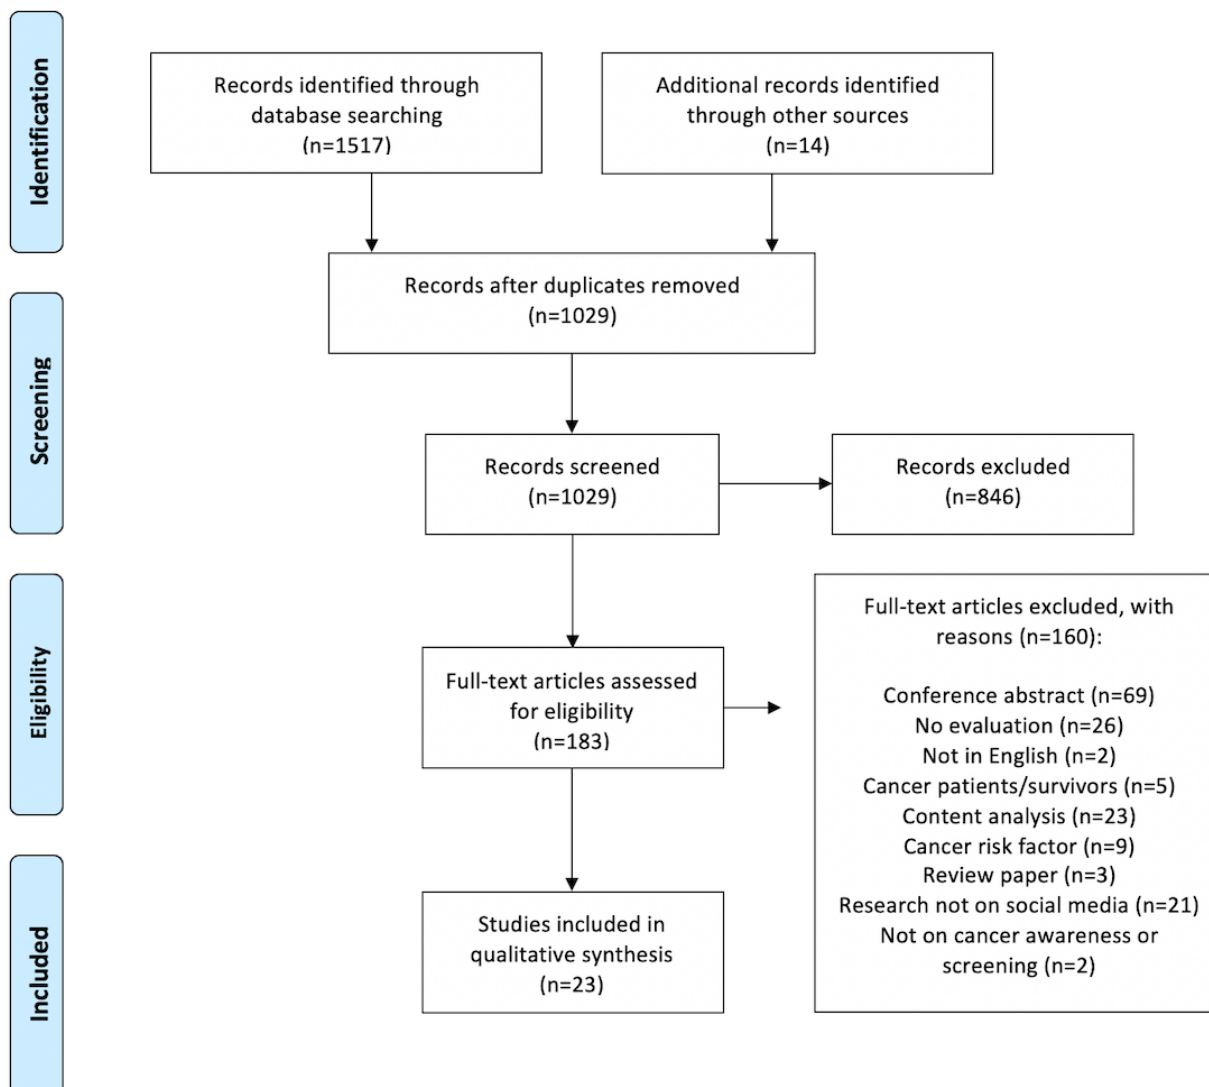 Identification
Records identified through
database searching
(n=1517)
Additional records identified
through other sources
(n=14)
Records after duplicates removed
(n=1029)
Screening
Records screened
(n=1029)
Records excluded
(n=846)
Eligibility
Full-text articles assessed
for eligibility
(n=183)
Full-text articles excluded, with
reasons (n=160):
Conference abstract (n=69)
No evaluation (n=26)
Not in English (n=2)
Cancer patients/survivors (n=5)
Content analysis (n=23)
Cancer risk factor (n=9)
Review paper (n=3)
Research not on social media (n=21)
Not on cancer awareness or
screening (n=2)
Included
Studies included in
qualitative synthesis
(n=23)